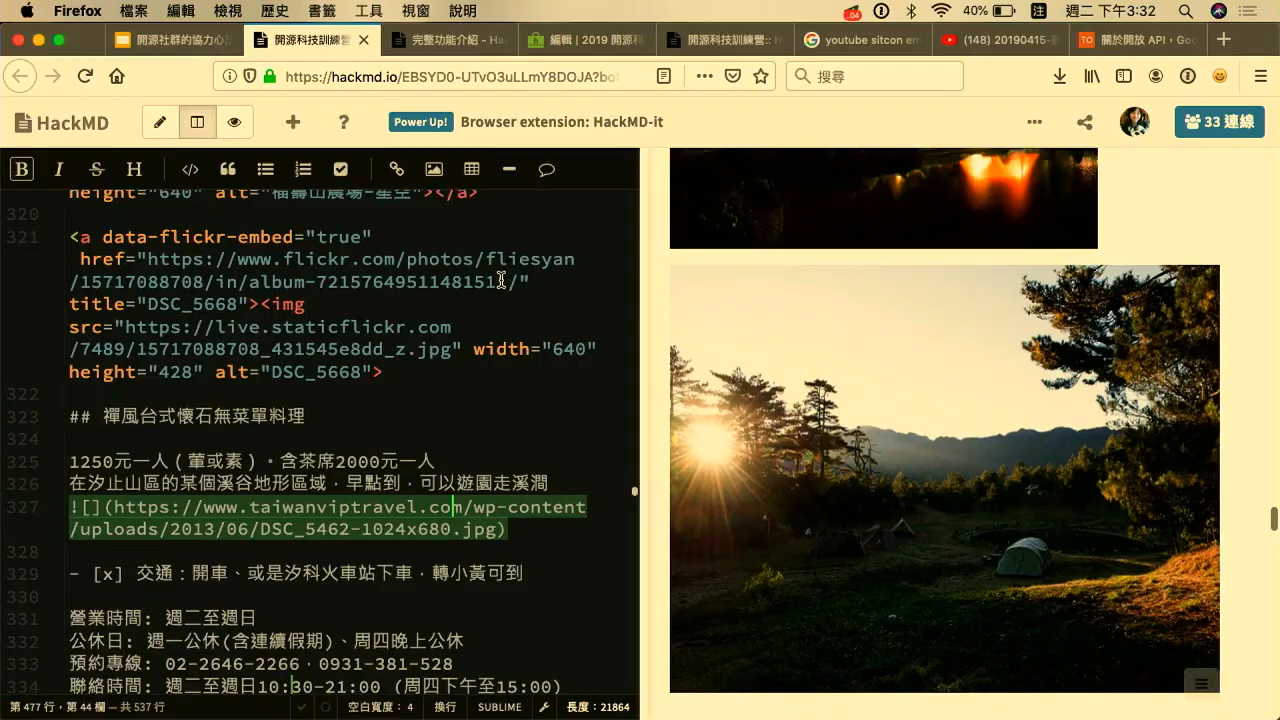 Firefox 檔案 編輯 檢視 歷史 書籤 工具 視窗 說明 .04 40% 注 週二 下午3:32
開源社群的協力心法 開源科技訓練營 完整功能介紹 - Ha 編輯 | 2019 開源科 開源科技訓練營:: H youtube sitcon em (148) 20190415- TO 關於開放 API，Go
https://hackmd.io/EBSYD0-UTvO3uLLmY8DOJA?bo 搜尋
HackMD Power Up! Browser extension: HackMD-it 33 連線
height="640" alt="福壽山農場-星空"></a>
320
321 <a data-flickr-embed="true"
href="https://www.flickr.com/photos/fliesyan
title="DSC_5668"><img
src="https://live.staticflickr.com
/7489/15717088708_431545e8dd_z.jpg" width="640"
height="428" alt="DSC_5668">
322
323 ## 禪風台式懷石無菜單料理
324
325 1250元一人（葷或素）。含茶席2000元一人
326 在汐止山區的某個溪谷地形區域，早點到，可以遊園走溪澗
327 ![](https://www.taiwanviptravel.com/wp-content
/uploads/2013/06/DSC_5462-1024x680.jpg)
328
329 - [x] 交通：開車、或是汐科火車站下車，轉小黃可到
330
331 營業時間: 週二至週日
332 公休日: 週一公休(含連續假期)、周四晚上公休
333 預約專線: 02-2646-2266，0931-381-528
334 聯絡時間: 週二至週日10:30-21:00 (周四下午至15:00)
第 477 行，第 44 欄 — 共 537 行 空白寬度： 4 換行 SUBLIME 長度：21864